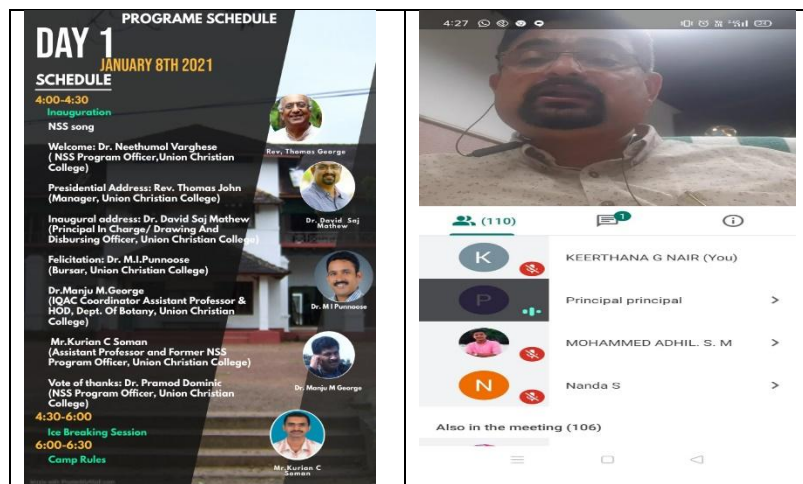 PROGRAME SCHEDULE
DAY 1
JANUARY 8TH 2021
SCHEDULE
4:00-4:30
Inauguration
NSS song
Welcome: Dr. Neethumol Varghese
( NSS Program Officer,Union Christian
College)
Presidential Address: Rev. Thomas John
(Manager, Union Christian College)
Inaugural address: Dr. David Saj Mathew
(Principal In Charge/ Drawing And
Disbursing Officer, Union Christian College)
Felicitation: Dr. M.I.Punnoose
(Bursar, Union Christian College)
Dr.Manju M.George
(IQAC Coordinator Assistant Professor &
HOD, Dept. Of Botany, Union Christian
College)
Mr.Kurian C Soman
(Assistant Professor and Former NSS
Program Officer, Union Christian College)
Vote of thanks: Dr. Pramod Dominic
(NSS Program Officer, Union Christian
College)
4:30-6:00
Ice Breaking Session
6:00-6:30
Camp Rules
Rev. Thomas George
Dr. David Saj
Mathew
Dr. M I Punnoose
Dr. Manju M George
Mr.Kurian C
Soman
4:27
(110)
1
K
KEERTHANA G NAIR (You)
P
Principal principal
MOHAMMED ADHIL. S. M
N
Nanda S
Also in the meeting (106)